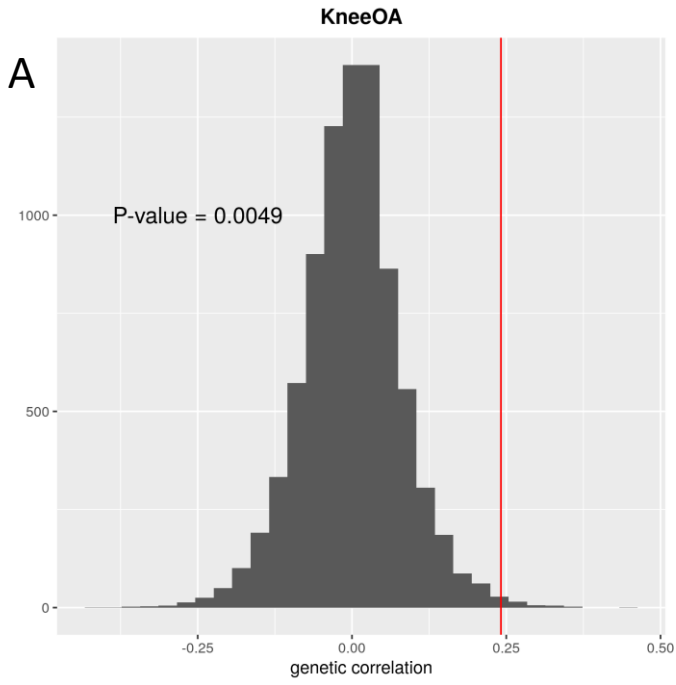 KneeOA
A
1000
P-value = 0.0049
500
0
-0.25 0.00 0.25 0.50
genetic correlation